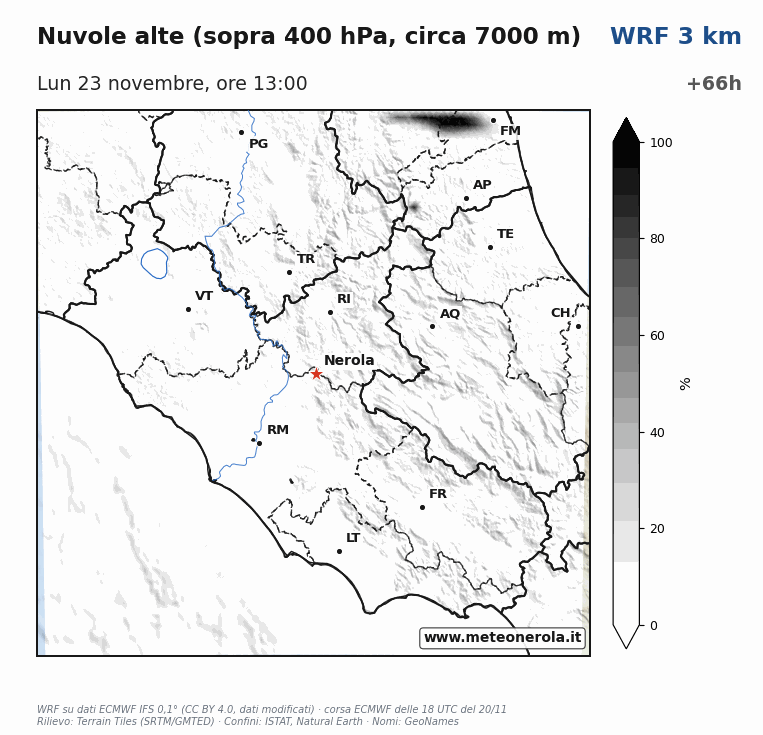 Nuvole alte (sopra 400 hPa, circa 7000 m) WRF 3 km
Lun 23 novembre, ore 13:00 +66h
FM
PG
AP
TE
TR
VT
RI
AQ
CH
Nerola
RM
FR
LT
100
80
60
40
20
0
%
www.meteonerola.it
WRF su dati ECMWF IFS 0,1° (CC BY 4.0, dati modificati) · corsa ECMWF delle 18 UTC del 20/11
Rilievo: Terrain Tiles (SRTM/GMTED) · Confini: ISTAT, Natural Earth · Nomi: GeoNames